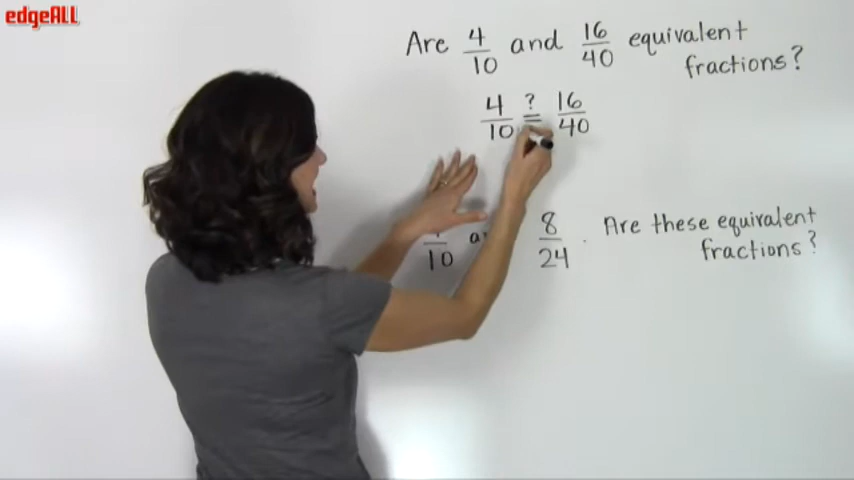 edgeALL
Are 4/10 and 16/40 equivalent
fractions?
4/10 ?= 16/40
/10 8/24 . Are these equivalent
fractions?